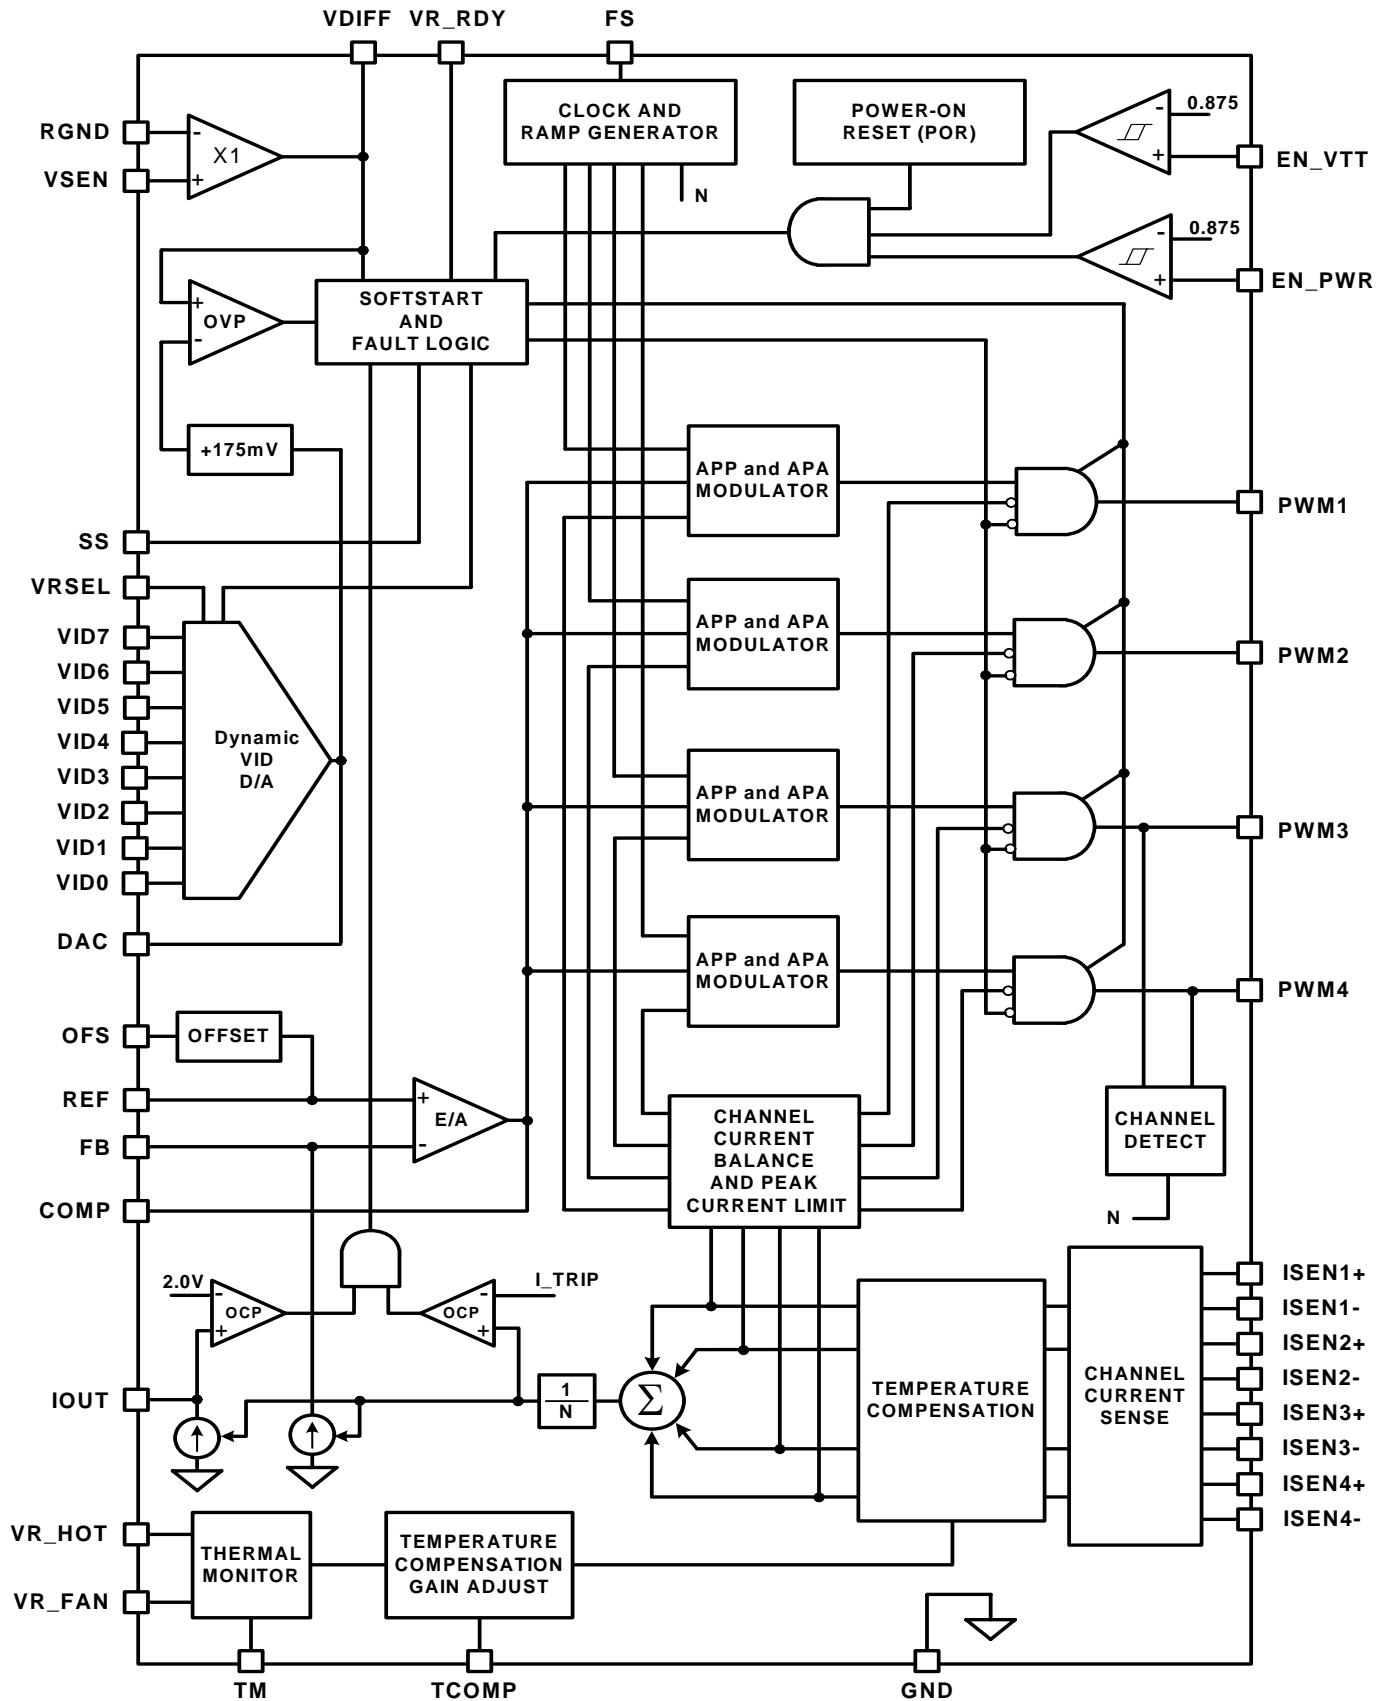 VDIFF
VR_RDY
FS
RGND
VSEN
-
+
X1
CLOCK AND
RAMP GENERATOR
N
POWER-ON
RESET (POR)
-
+
0.875
EN_VTT
-
+
0.875
EN_PWR
+
-
OVP
SOFTSTART
AND
FAULT LOGIC
+175mV
APP and APA
MODULATOR
PWM1
SS
VRSEL
VID7
VID6
VID5
VID4
VID3
VID2
VID1
VID0
Dynamic
VID
D/A
APP and APA
MODULATOR
PWM2
APP and APA
MODULATOR
PWM3
DAC
APP and APA
MODULATOR
PWM4
OFS
OFFSET
REF
FB
COMP
+
-
E/A
CHANNEL
CURRENT
BALANCE
AND PEAK
CURRENT LIMIT
CHANNEL
DETECT
N
2.0V
-
+
OCP
I_TRIP
-
+
OCP
IOUT
1
N
Σ
TEMPERATURE
COMPENSATION
CHANNEL
CURRENT
SENSE
ISEN1+
ISEN1-
ISEN2+
ISEN2-
ISEN3+
ISEN3-
ISEN4+
ISEN4-
VR_HOT
VR_FAN
THERMAL
MONITOR
TEMPERATURE
COMPENSATION
GAIN ADJUST
TM
TCOMP
GND